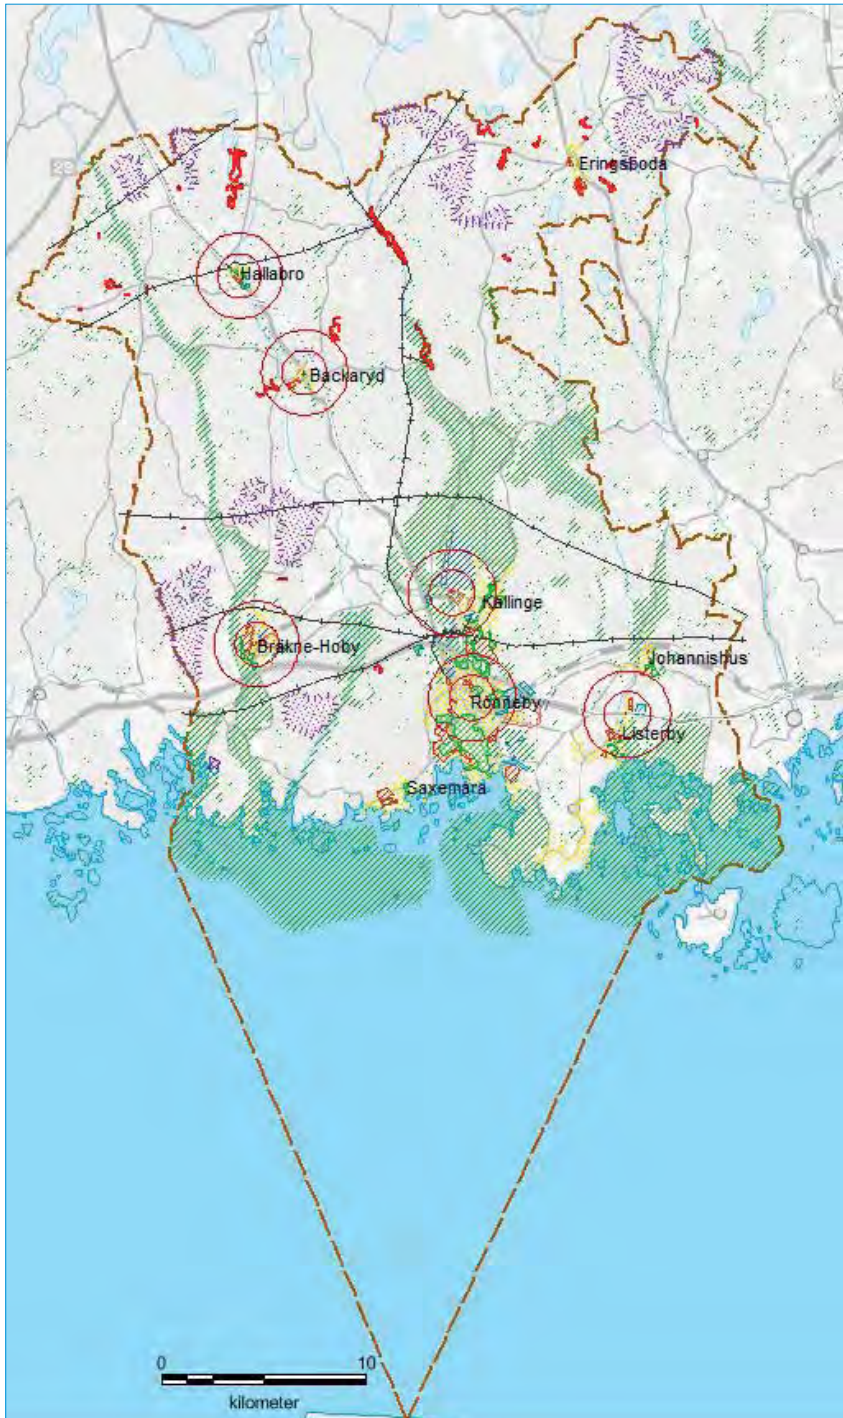 Eringsboda
Hallabro
Backaryd
Kallinge
Bräkne-Hoby
Johannishus
Ronneby
Listerby
Saxemara
0 10
kilometer